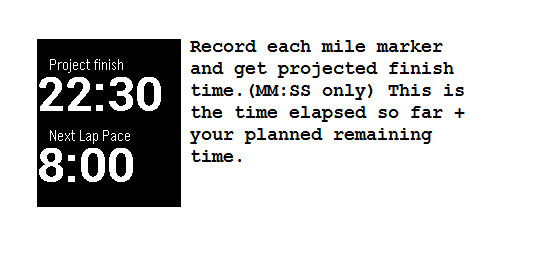 Project finish
22:30
Next Lap Pace
8:00
Record each mile marker
and get projected finish
time.(MM:SS only) This is
the time elapsed so far +
your planned remaining
time.